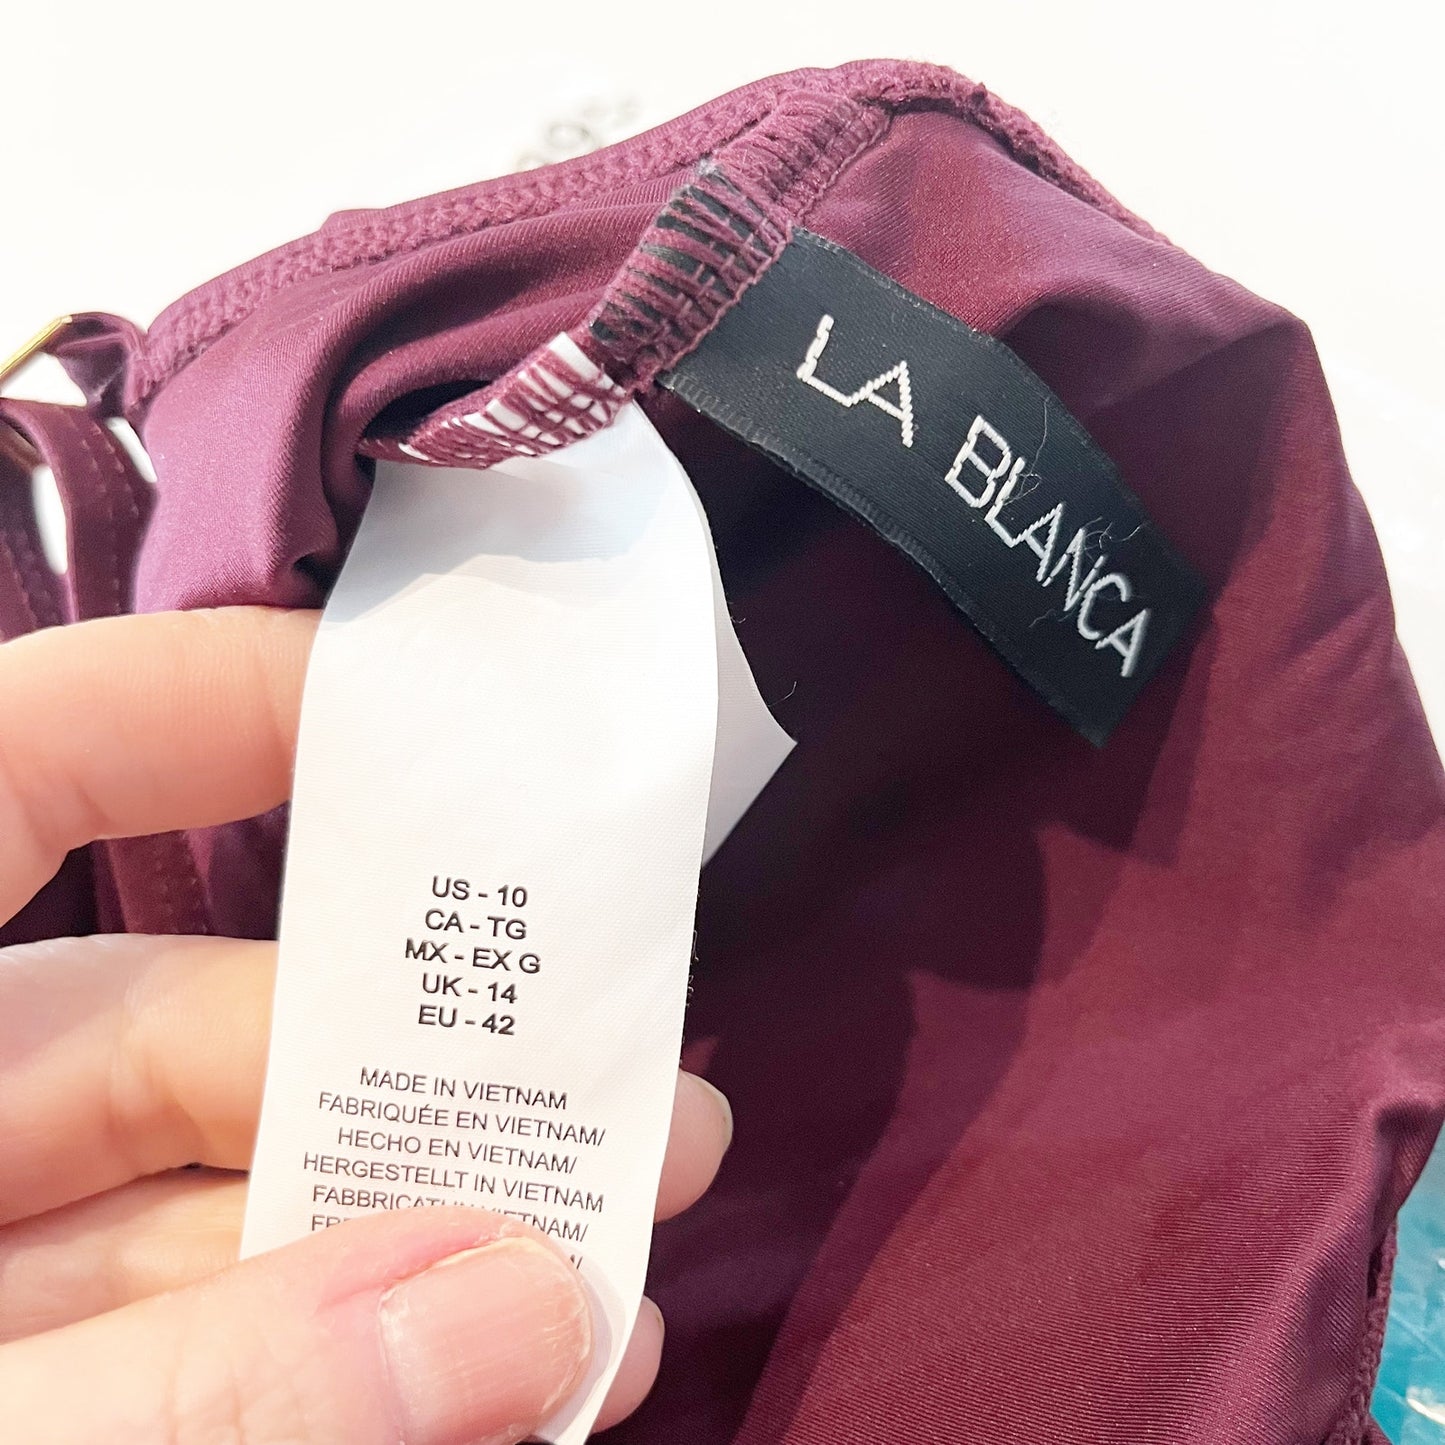 LA BLANCA
US - 10
CA - TG
MX - EX G
UK - 14
EU - 42
MADE IN VIETNAM
FABRIQUÉE EN VIETNAM/
HECHO EN VIETNAM/
HERGESTELLT IN VIETNAM